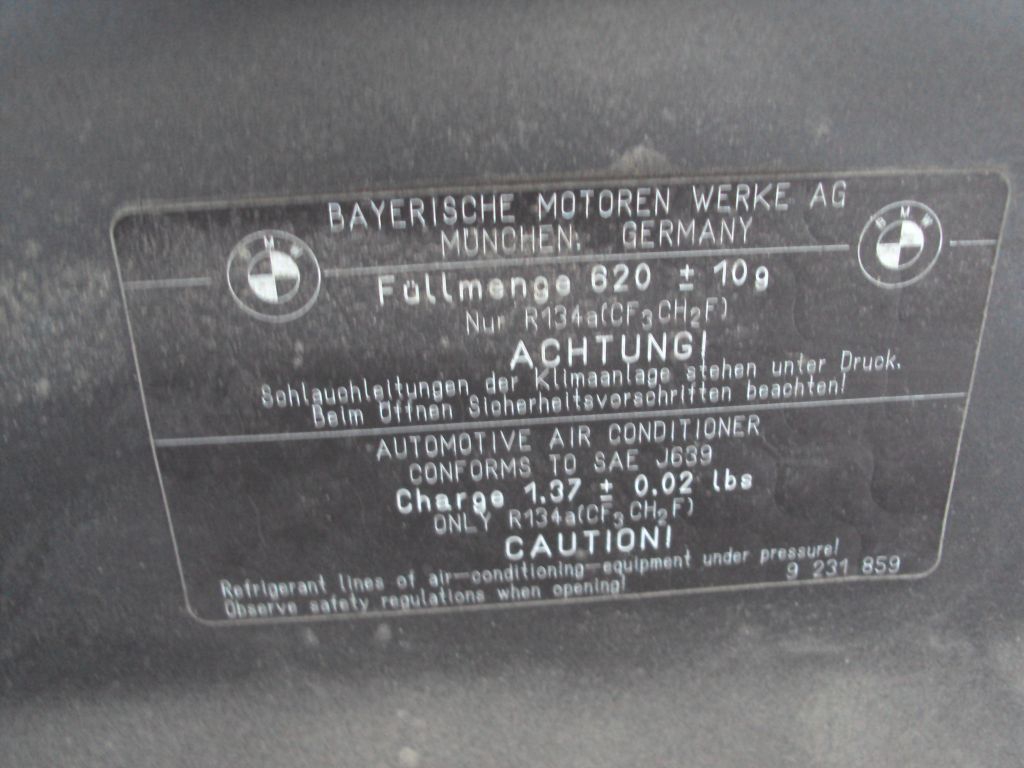 BAYERISCHE MOTOREN WERKE AG
MÜNCHEN, GERMANY
BMW
BMW
Füllmenge 620 ± 10g
Nur R134a(CF3CH2F)
ACHTUNG!
Schlauchleitungen der Klimaanlage stehen unter Druck.
Beim Öffnen Sicherheitsvorschriften beachten!
AUTOMOTIVE AIR CONDITIONER
CONFORMS TO SAE J639
Charge 1.37 ± 0.02 lbs
ONLY R134a(CF3CH2F)
CAUTION!
Refrigerant lines of air-conditioning-equipment under pressure!
Observe safety regulations when opening!
9 231 859